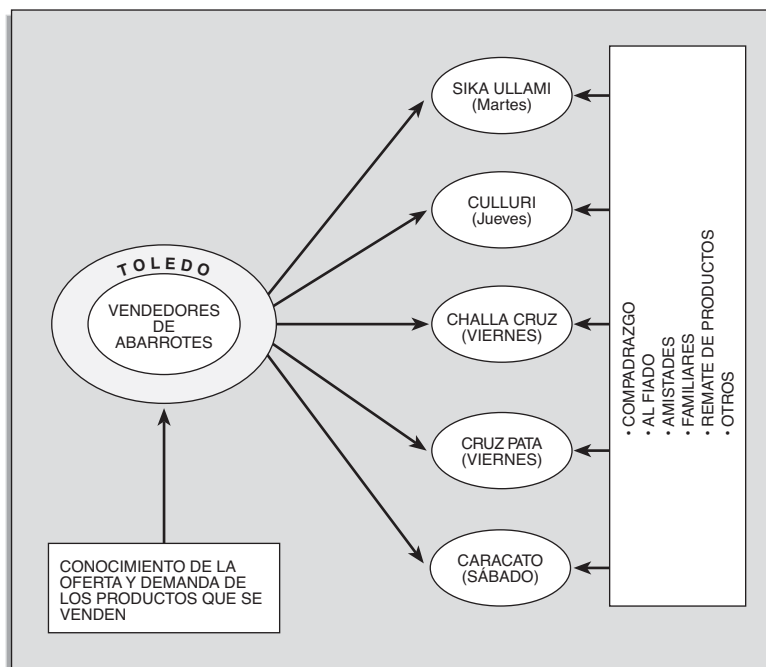 SIKA ULLAMI
(Martes)
CULLURI
(Jueves)
TOLEDO
VENDEDORES
DE
ABARROTES
CHALLA CRUZ
(VIERNES)
CRUZ PATA
(VIERNES)
CARACATO
(SÁBADO)
• COMPADRAZGO
• AL FIADO
• AMISTADES
• FAMILIARES
• REMATE DE PRODUCTOS
• OTROS
CONOCIMIENTO DE LA
OFERTA Y DEMANDA DE
LOS PRODUCTOS QUE SE
VENDEN